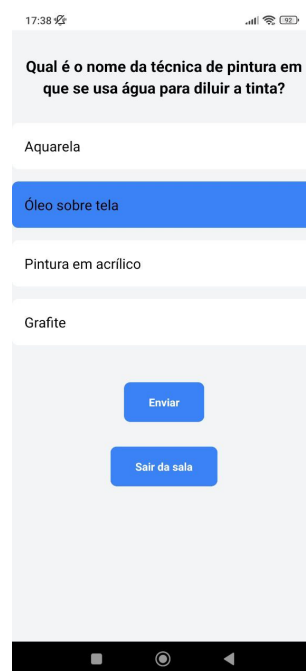 17:38
92
Qual é o nome da técnica de pintura em
que se usa água para diluir a tinta?
Aquarela
Óleo sobre tela
Pintura em acrílico
Grafite
Enviar
Sair da sala